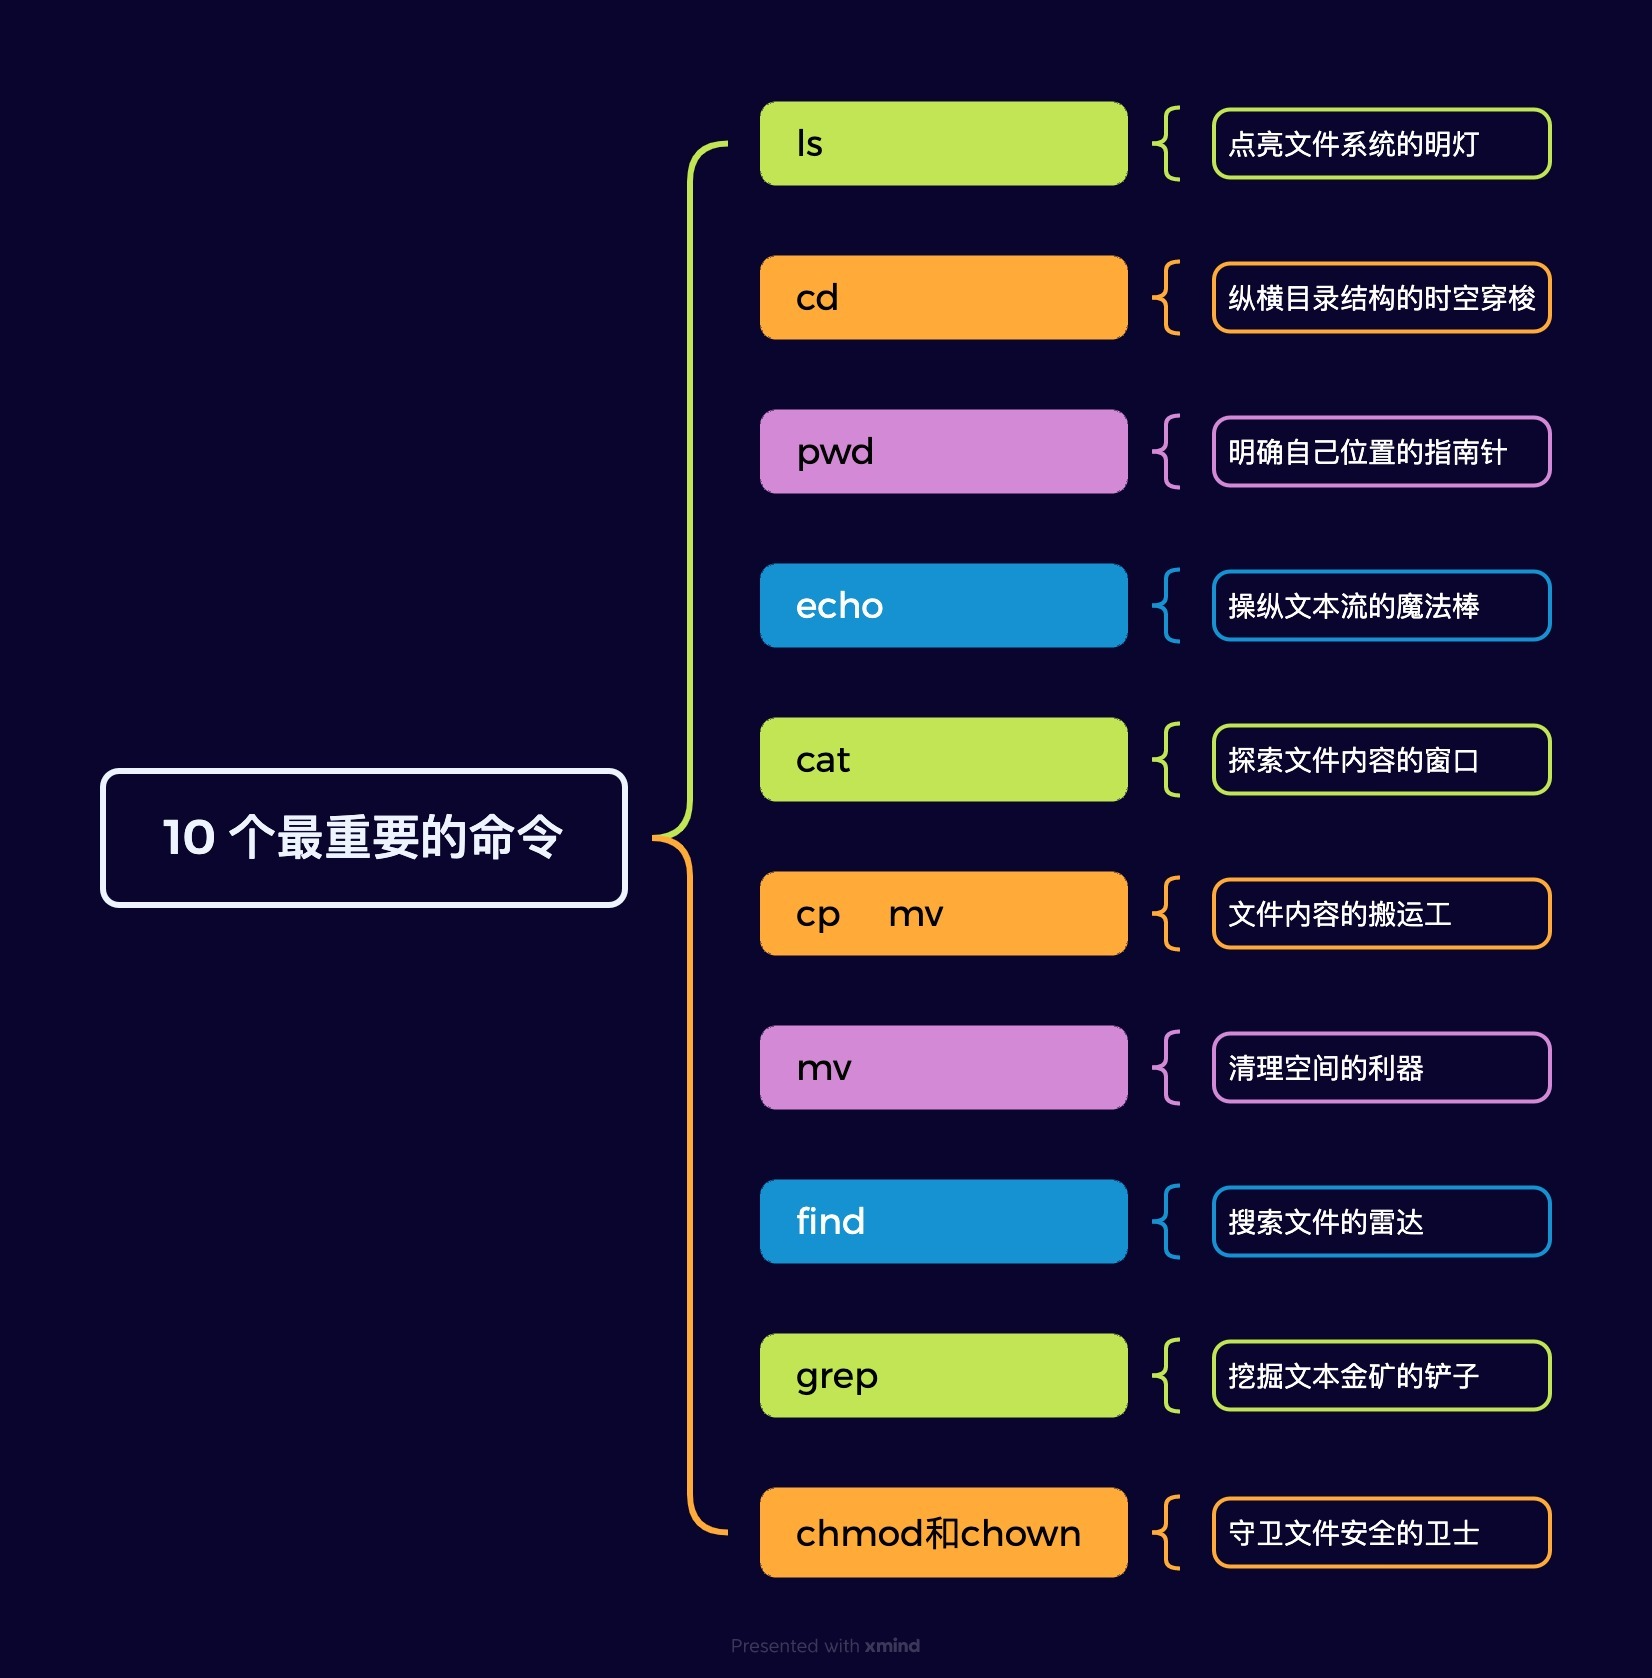 ls
点亮文件系统的明灯
cd
纵横目录结构的时空穿梭
pwd
明确自己位置的指南针
echo
操纵文本流的魔法棒
cat
探索文件内容的窗口
10 个最重要的命令
cp mv
文件内容的搬运工
mv
清理空间的利器
find
搜索文件的雷达
grep
挖掘文本金矿的铲子
chmod和chown
守卫文件安全的卫士
Presented with xmind